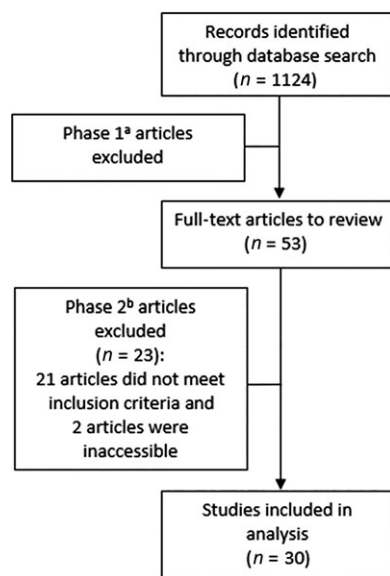 Records identified
through database search
(n = 1124)
Phase 1ᵃ articles
excluded
Full-text articles to review
(n = 53)
Phase 2ᵇ articles
excluded
(n = 23):
21 articles did not meet
inclusion criteria and
2 articles were
inaccessible
Studies included in
analysis
(n = 30)